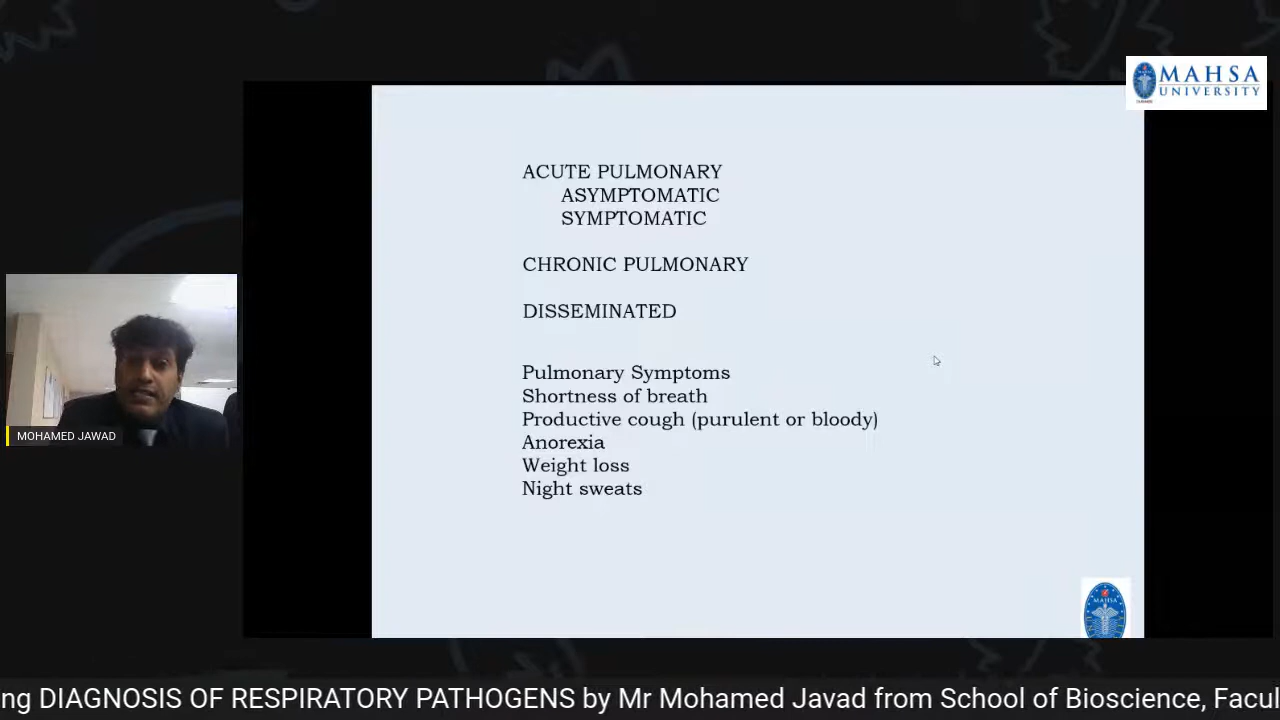 MAHSA
UNIVERSITY
ACUTE PULMONARY
ASYMPTOMATIC
SYMPTOMATIC
CHRONIC PULMONARY
DISSEMINATED
Pulmonary Symptoms
Shortness of breath
Productive cough (purulent or bloody)
Anorexia
Weight loss
Night sweats
MOHAMED JAWAD
MAHSA
ng DIAGNOSIS OF RESPIRATORY PATHOGENS by Mr Mohamed Javad from School of Bioscience, Facul